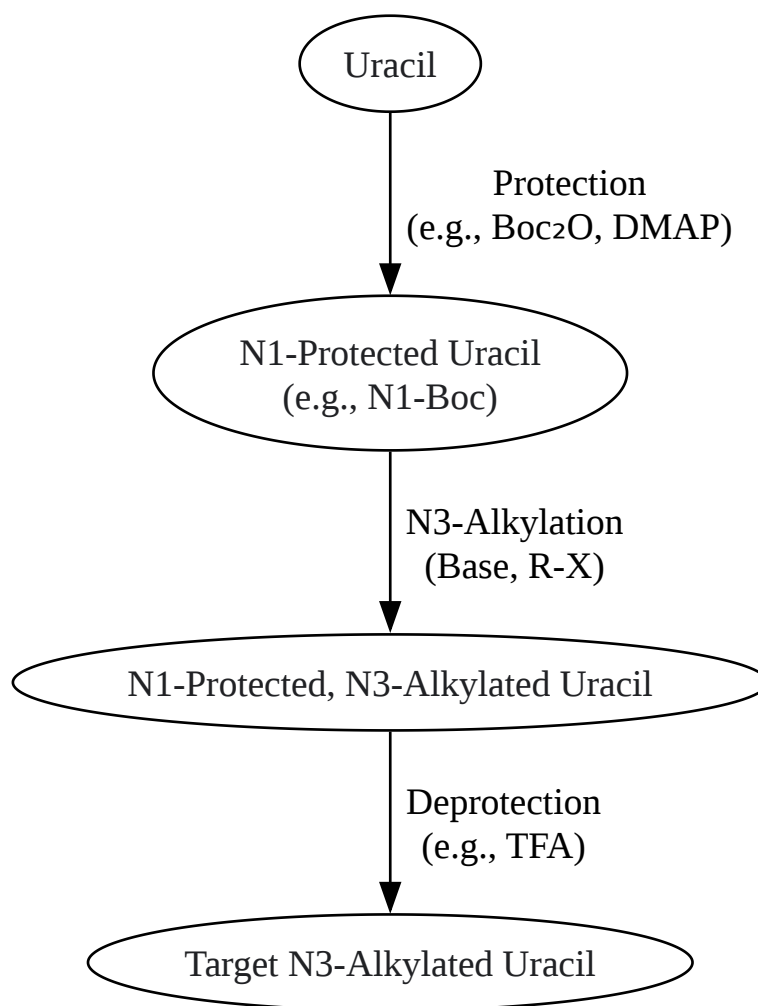 Uracil
Protection
(e.g., Boc₂O, DMAP)
N1-Protected Uracil
(e.g., N1-Boc)
N3-Alkylation
(Base, R-X)
N1-Protected, N3-Alkylated Uracil
Deprotection
(e.g., TFA)
Target N3-Alkylated Uracil